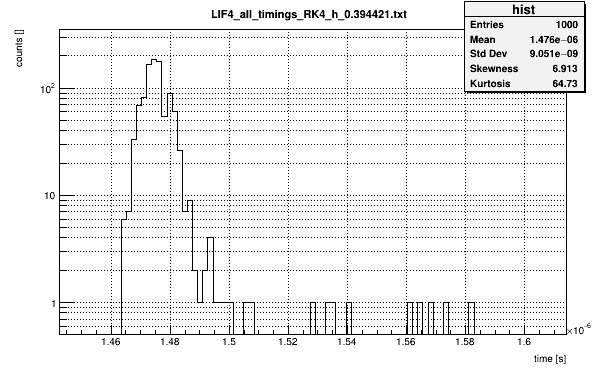 LIF4_all_timings_RK4_h_0.394421.txt
hist
Entries 1000
Mean 1.476e−06
Std Dev 9.051e−09
Skewness 6.913
Kurtosis 64.73
counts []
10²
10
1
1.46 1.48 1.5 1.52 1.54 1.56 1.58 1.6
×10⁻⁶
time [s]